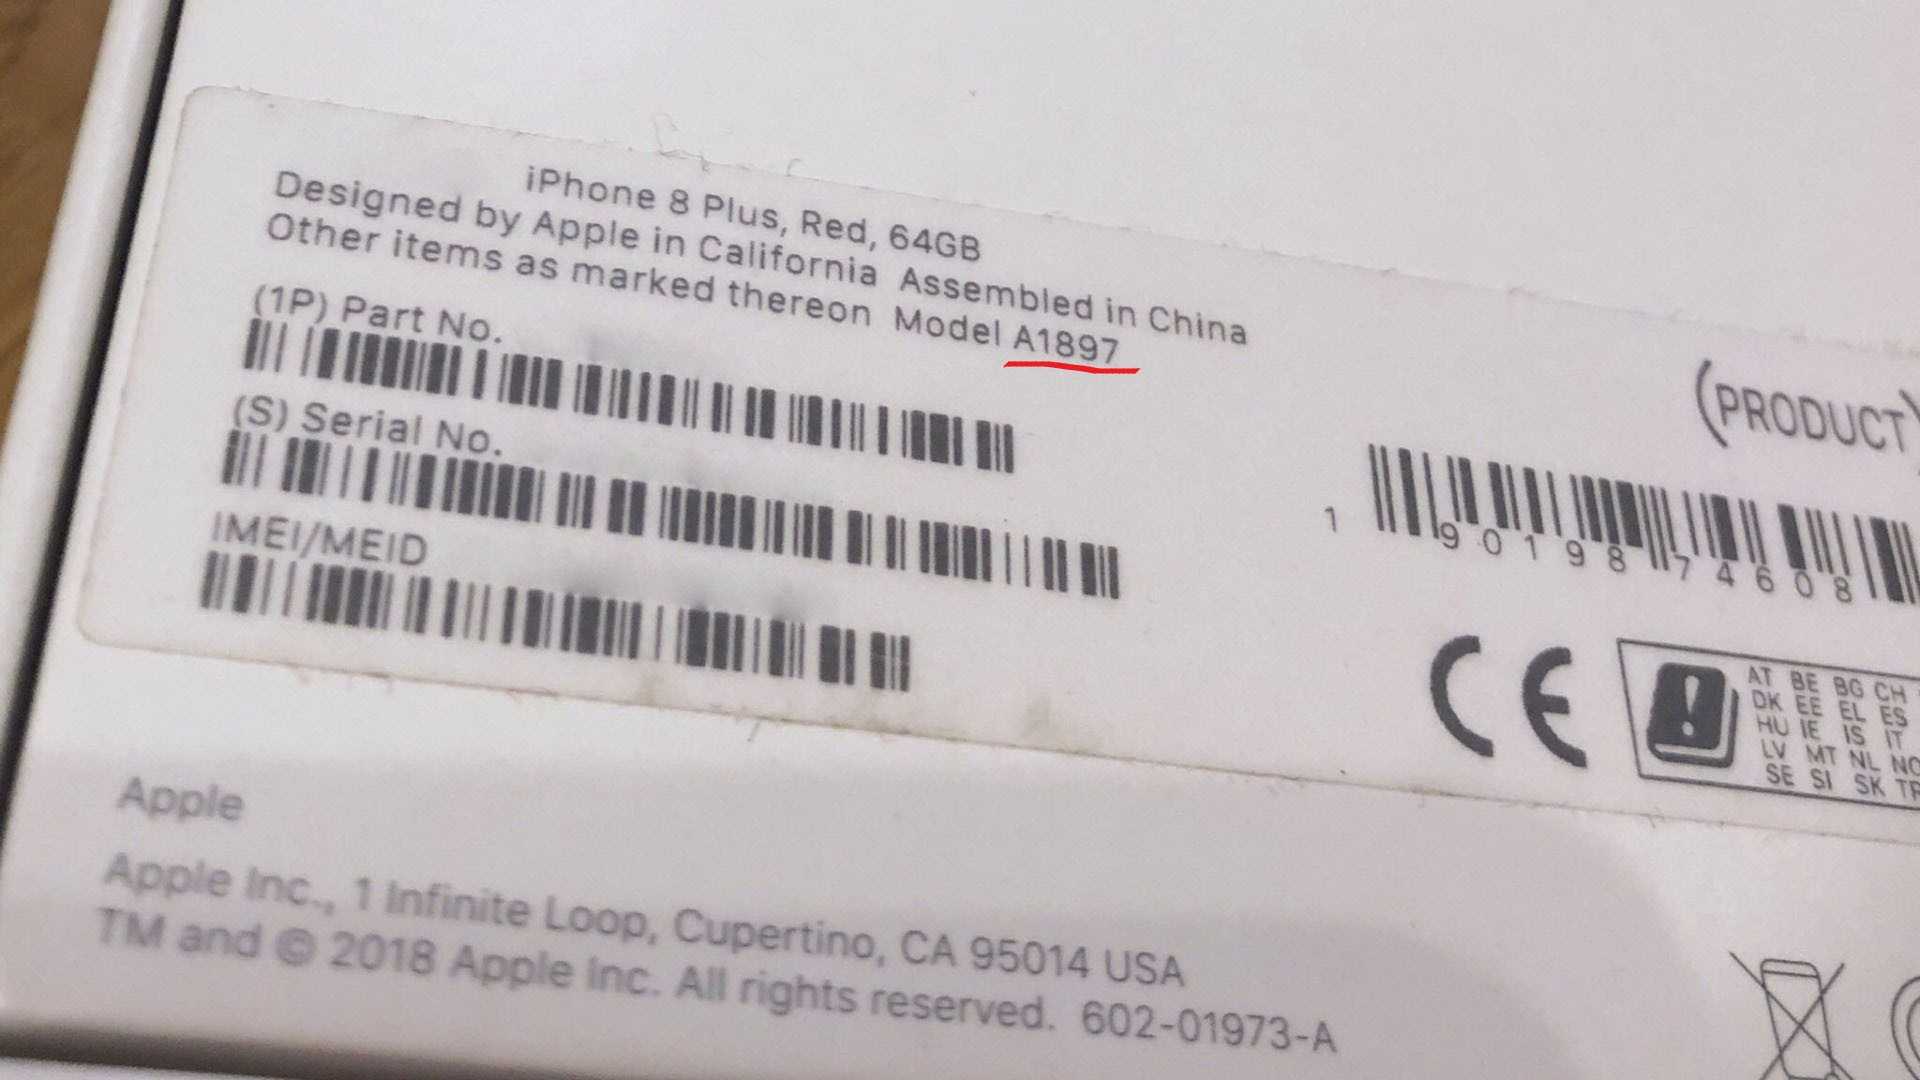 iPhone 8 Plus, Red, 64GB
Designed by Apple in California Assembled in China
Other items as marked thereon Model A1897
(1P) Part No.
(S) Serial No.
IMEI/MEID
(PRODUCT)
1 90198 74608
CE
AT BE BG CH
DK EE EL ES
HU IE IS IT
LV MT NL NO
SE SI SK TR
Apple
Apple Inc., 1 Infinite Loop, Cupertino, CA 95014 USA
TM and © 2018 Apple Inc. All rights reserved. 602-01973-A